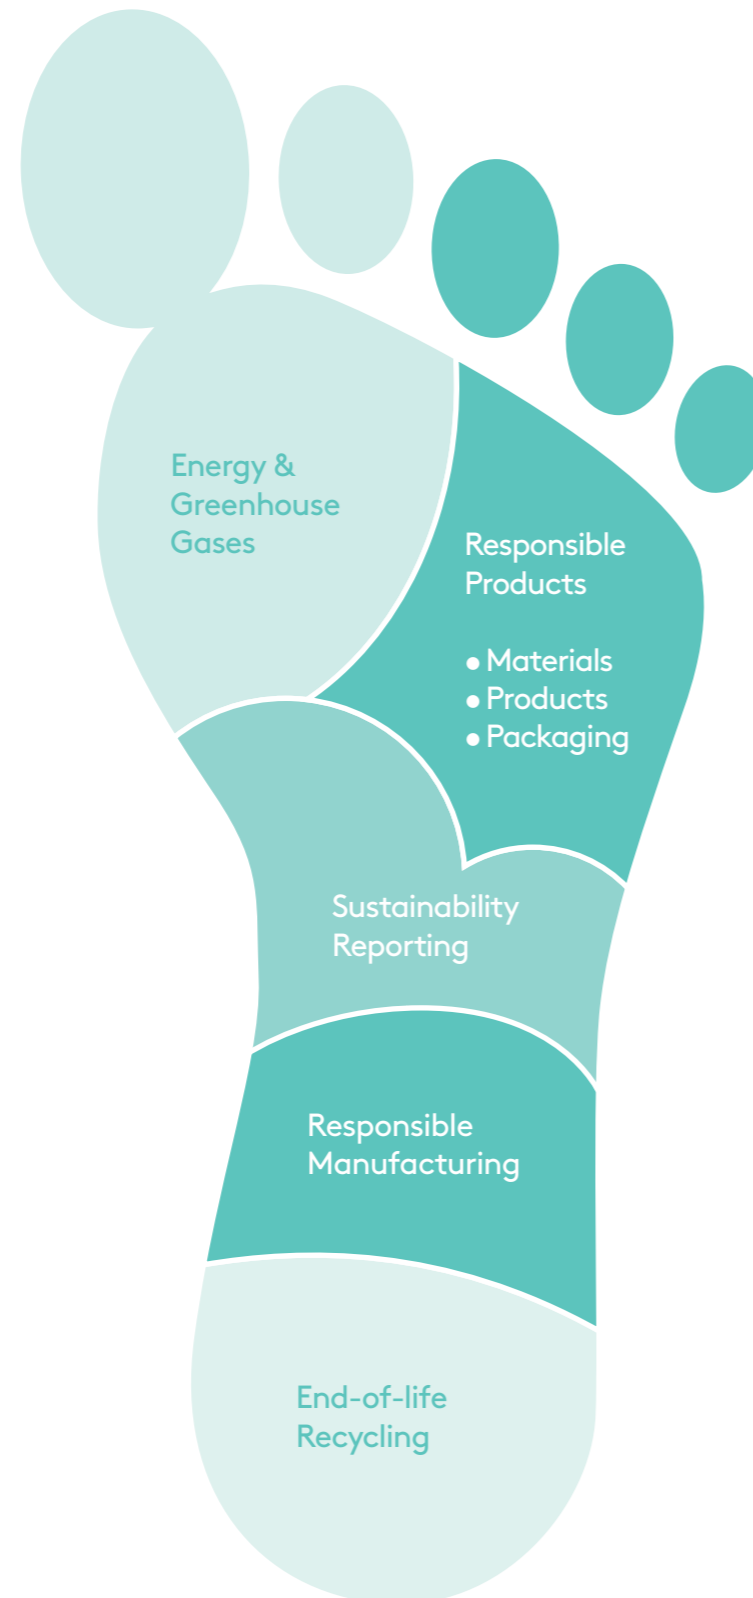 Energy &
Greenhouse
Gases
Responsible
Products
• Materials
• Products
• Packaging
Sustainability
Reporting
Responsible
Manufacturing
End-of-life
Recycling